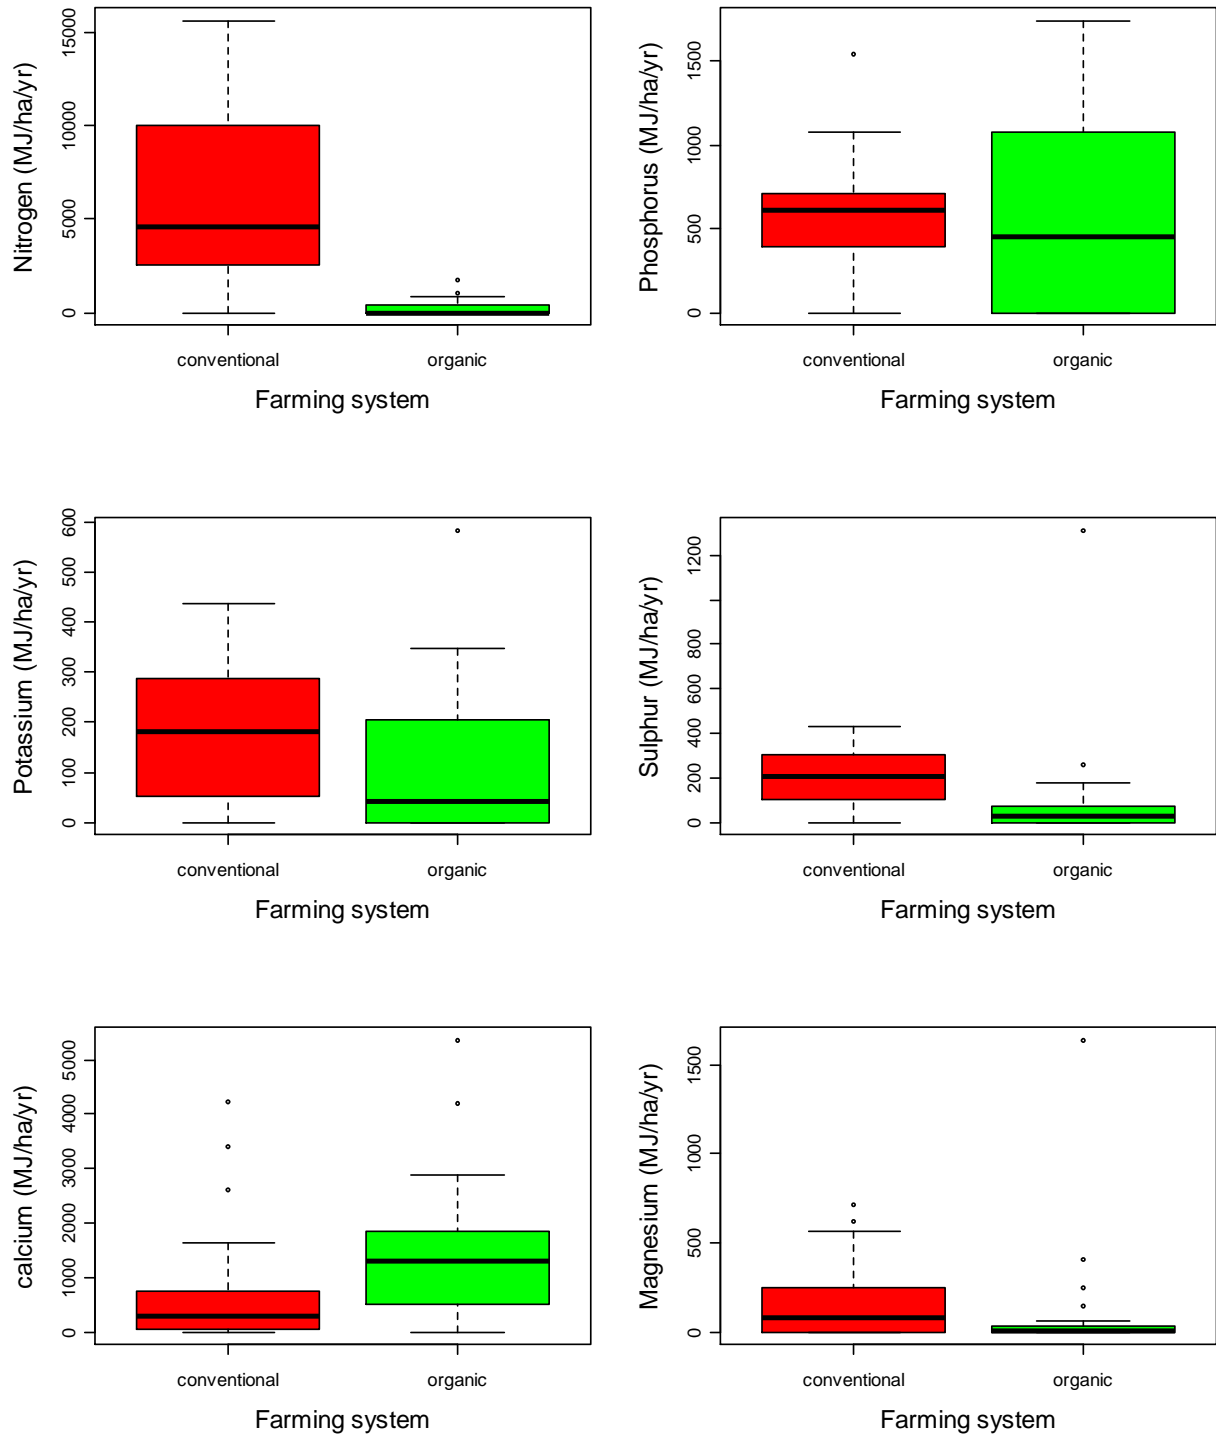 Nitrogen (MJ/ha/yr)
0 5000 10000 15000
conventional organic
Farming system
Phosphorus (MJ/ha/yr)
0 500 1000 1500
conventional organic
Farming system
Potassium (MJ/ha/yr)
0 100 200 300 400 500 600
conventional organic
Farming system
Sulphur (MJ/ha/yr)
0 200 400 600 800 1200
conventional organic
Farming system
calcium (MJ/ha/yr)
0 1000 2000 3000 4000 5000
conventional organic
Farming system
Magnesium (MJ/ha/yr)
0 500 1000 1500
conventional organic
Farming system